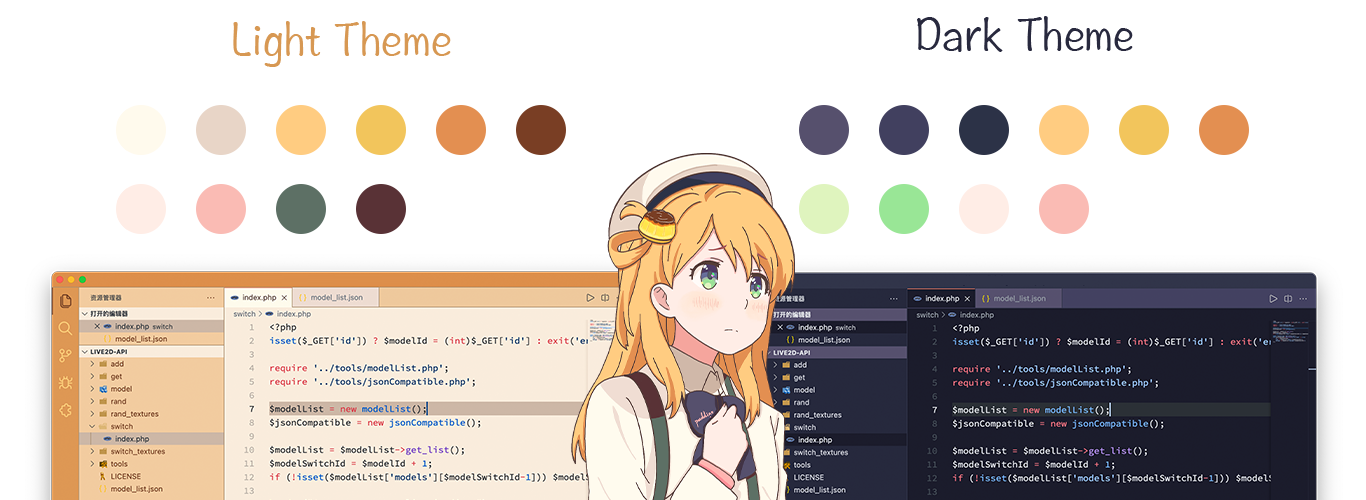 Light Theme
Dark Theme
资源管理器
打开的编辑器
index.php switch
model_list.json
LIVE2D-API
add
get
model
rand
rand_textures
switch
index.php
switch_textures
tools
LICENSE
model_list.json
index.php
model_list.json
switch > index.php
1 <?php
2 isset($_GET['id']) ? $modelId = (int)$_GET['id'] : exit('e
3
4 require '../tools/modelList.php';
5 require '../tools/jsonCompatible.php';
6
7 $modelList = new modelList();
8 $jsonCompatible = new jsonCompatible();
9
10 $modelList = $modelList->get_list();
11 $modelSwitchId = $modelId + 1;
12 if (!isset($modelList['models'][$modelSwitchId-1])) $model
13
资源管理器
打开的编辑器
index.php switch
model_list.json
LIVE2D-API
add
get
model
rand
rand_textures
switch
index.php
switch_textures
tools
LICENSE
model_list.json
index.php
model_list.json
switch > index.php
1 <?php
2 isset($_GET['id']) ? $modelId = (int)$_GET['id'] : exit('e
3
4 require '../tools/modelList.php';
5 require '../tools/jsonCompatible.php';
6
7 $modelList = new modelList();
8 $jsonCompatible = new jsonCompatible();
9
10 $modelList = $modelList->get_list();
11 $modelSwitchId = $modelId + 1;
12 if (!isset($modelList['models'][$modelSwitchId-1])) $model
13